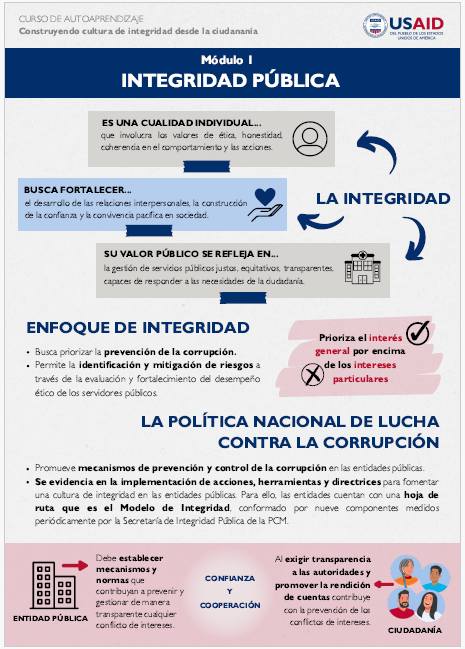 CURSO DE AUTOAPRENDIZAJE
Construyendo cultura de integridad desde la ciudananía
USAID
DEL PUEBLO DE LOS ESTADOS
UNIDOS DE AMÉRICA
Módulo I
INTEGRIDAD PÚBLICA
ES UNA CUALIDAD INDIVIDUAL...
que involucra los valores de ética, honestidad,
coherencia en el comportamiento y las acciones.
BUSCA FORTALECER...
el desarrollo de las relaciones interpersonales, la construcción
de la confianza y la convivencia pacífica en sociedad.
LA INTEGRIDAD
SU VALOR PÚBLICO SE REFLEJA EN...
la gestión de servicios públicos justos, equitativos, transparentes,
capaces de responder a las necesidades de la ciudadanía.
ENFOQUE DE INTEGRIDAD
• Busca priorizar la prevención de la corrupción.
• Permite la identificación y mitigación de riesgos a
través de la evaluación y fortalecimiento del desempeño
ético de los servidores públicos.
Prioriza el interés
general por encima
de los intereses
particulares
LA POLÍTICA NACIONAL DE LUCHA
CONTRA LA CORRUPCIÓN
• Promueve mecanismos de prevención y control de la corrupción en las entidades públicas.
• Se evidencia en la implementación de acciones, herramientas y directrices para fomentar
una cultura de integridad en las entidades públicas. Para ello, las entidades cuentan con una hoja de
ruta que es el Modelo de Integridad, conformado por nueve componentes medidos
periódicamente por la Secretaría de Integridad Pública de la PCM.
ENTIDAD PÚBLICA
Debe establecer
mecanismos y
normas que
contribuyan a prevenir y
gestionar de manera
transparente cualquier
conflicto de intereses.
CONFIANZA
Y
COOPERACIÓN
Al exigir transparencia
a las autoridades y
promover la rendición
de cuentas contribuye
con la prevención de los
conflictos de intereses.
CIUDADANÍA